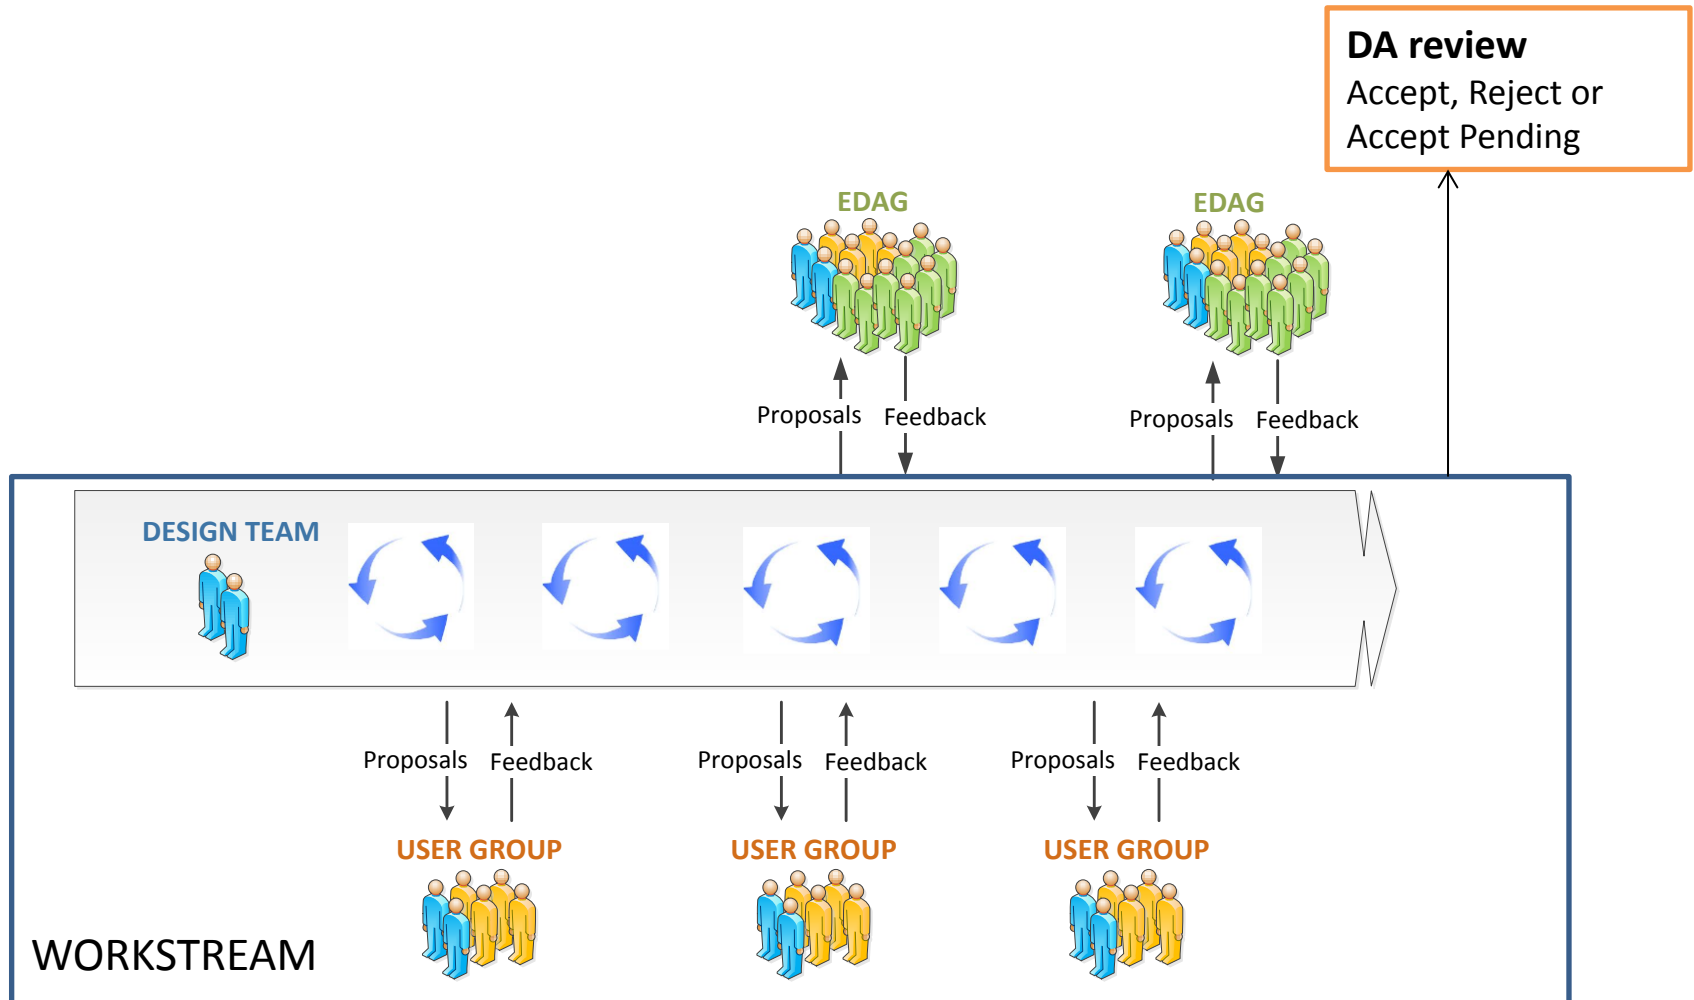 DA review
Accept, Reject or
Accept Pending
EDAG
EDAG
Proposals
Feedback
Proposals
Feedback
DESIGN TEAM
Proposals
Feedback
Proposals
Feedback
Proposals
Feedback
USER GROUP
USER GROUP
USER GROUP
WORKSTREAM